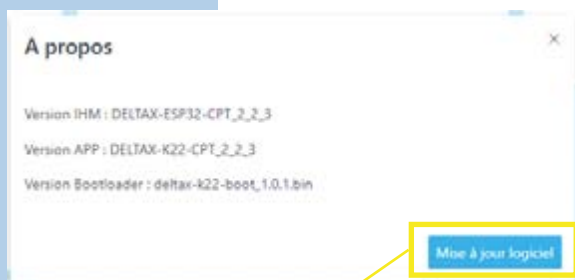 A propos
Version IHM : DELTAX-ESP32-CPT_2_2_3
Version APP : DELTAX-K22-CPT_2_2_3
Version Bootloader : deltax-k22-boot_1.0.1.bin
Mise à jour logiciel